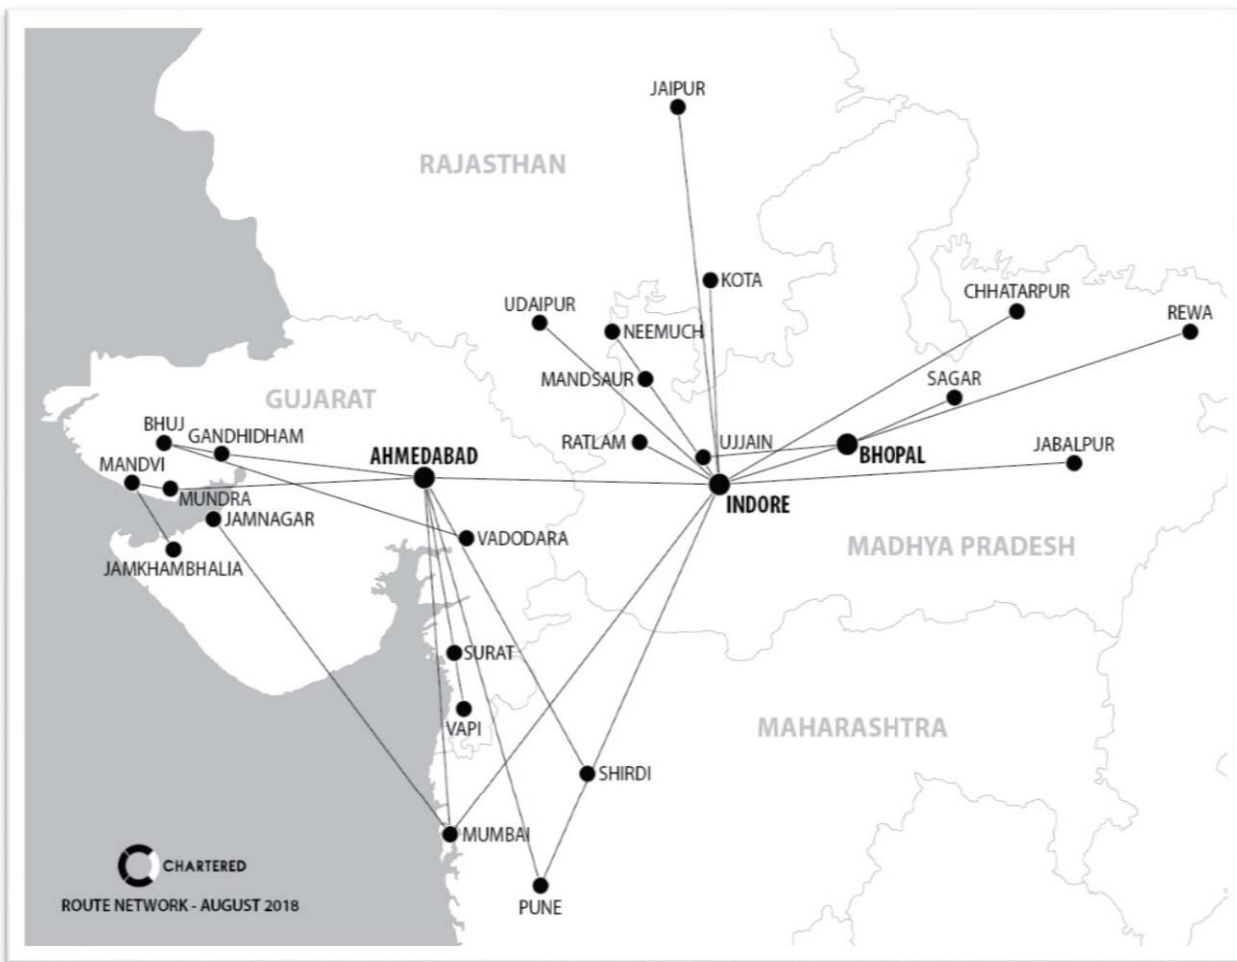 JAIPUR
RAJASTHAN
KOTA
CHHATARPUR
UDAIPUR
REWA
NEEMUCH
MANDSAUR
SAGAR
GUJARAT
BHUJ
GANDHIDHAM
RATLAM
UJJAIN
JABALPUR
AHMEDABAD
BHOPAL
MANDVI
MUNDRA
INDORE
JAMNAGAR
VADODARA
MADHYA PRADESH
JAMKHAMBHALIA
SURAT
VAPI
MAHARASHTRA
SHIRDI
MUMBAI
CHARTERED
ROUTE NETWORK - AUGUST 2018
PUNE